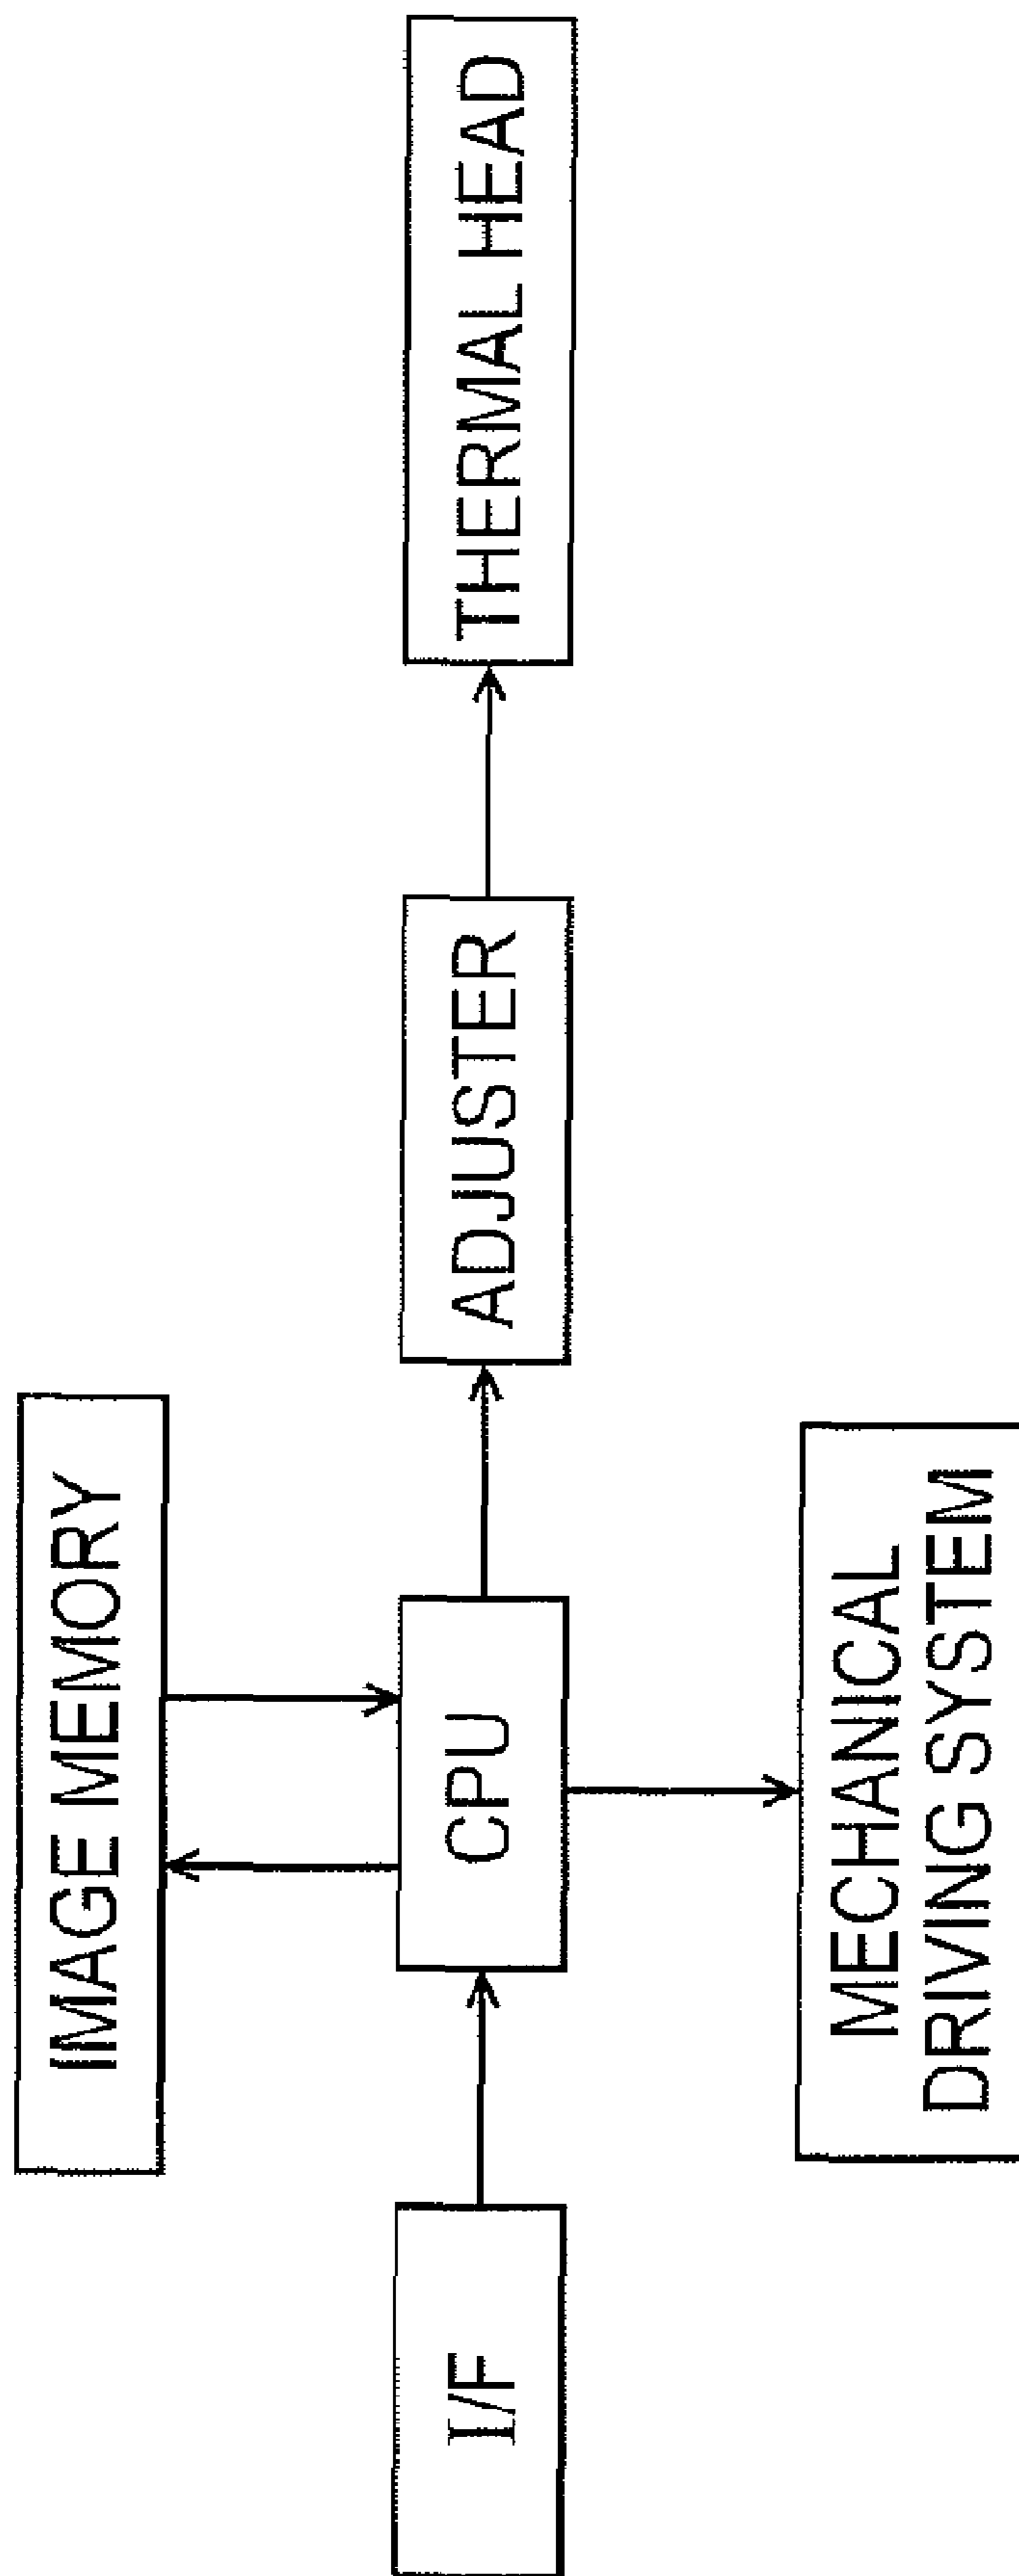 IMAGE MEMORY
I/F
CPU
ADJUSTER
THERMAL HEAD
MECHANICAL
DRIVING SYSTEM